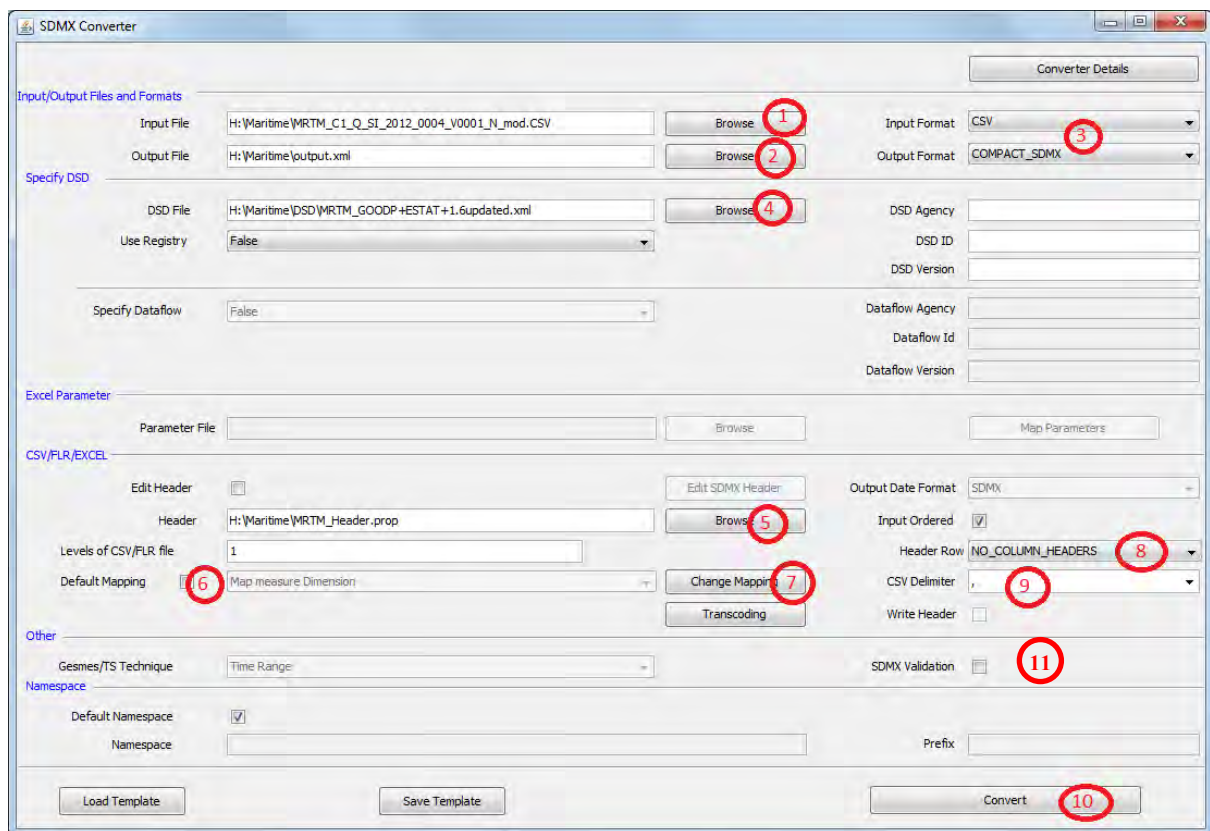 SDMX Converter
Converter Details
Input/Output Files and Formats
Input File H:\Maritime\MRTM_C1_Q_SI_2012_0004_V0001_N_mod.CSV Browse 1 Input Format CSV
3
Output File H:\Maritime\output.xml Browse 2 Output Format COMPACT_SDMX
Specify DSD
DSD File H:\Maritime\DSD\MRTM_GOODP+ESTAT+1.6updated.xml Browse 4 DSD Agency
Use Registry False DSD ID
DSD Version
Specify Dataflow False Dataflow Agency
Dataflow Id
Dataflow Version
Excel Parameter
Parameter File Browse Map Parameters
CSV/FLR/EXCEL
Edit Header Edit SDMX Header Output Date Format SDMX
Header H:\Maritime\MRTM_Header.prop Browse 5 Input Ordered
Levels of CSV/FLR file 1 Header Row NO_COLUMN_HEADERS 8
Default Mapping 6 Map measure Dimension Change Mapping 7 CSV Delimiter , 9
Transcoding Write Header
Other
Gesmes/TS Technique Time Range SDMX Validation 11
Namespace
Default Namespace
Namespace Prefix
Load Template Save Template Convert 10